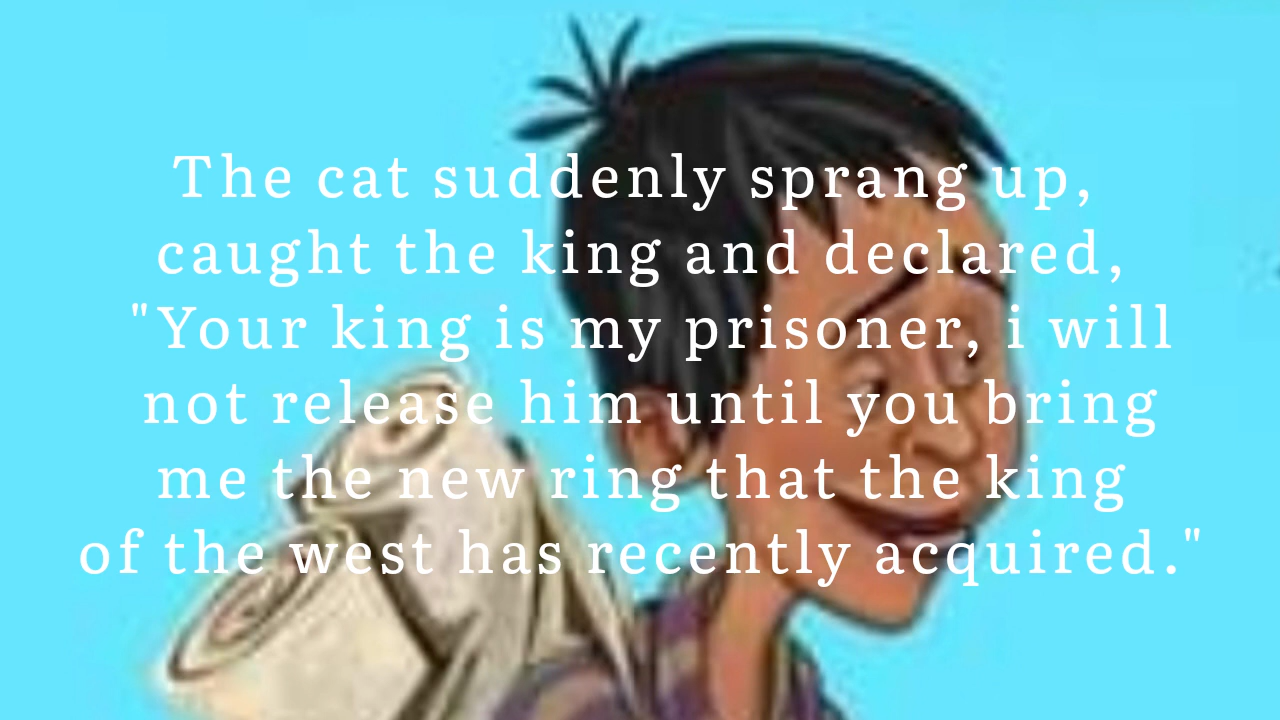 The cat suddenly sprang up,
caught the king and declared,
"Your king is my prisoner, i will
not release him until you bring
me the new ring that the king
of the west has recently acquired."